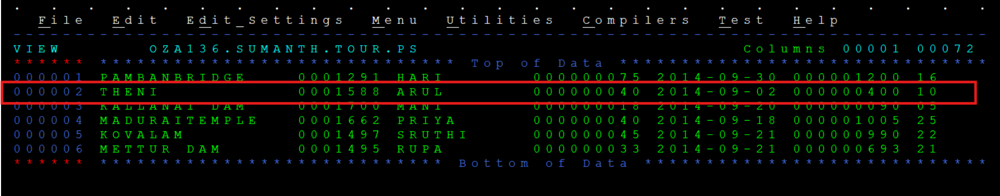 File Edit Edit_Settings Menu Utilities Compilers Test Help
VIEW OZA136.SUMANTH.TOUR.PS Columns 00001 00072
****** ***************************** Top of Data ******************************
000001 PAMBANBRIDGE 0001291 HARI 0000000075 2014-09-30 000001200 16
000002 THENI 0001588 ARUL 000000040 2014-09-02 000000400 10
000003 KALLANAI DAM 0001700 MANI 000000018 2014-09-20 000000090 05
000004 MADURAITEMPLE 0001662 PRIYA 000000040 2014-09-18 000001005 25
000005 KOVALAM 0001497 SRUTHI 000000045 2014-09-21 000000990 22
000006 METTUR DAM 0001495 RUPA 000000033 2014-09-21 000000693 21
****** **************************** Bottom of Data ****************************